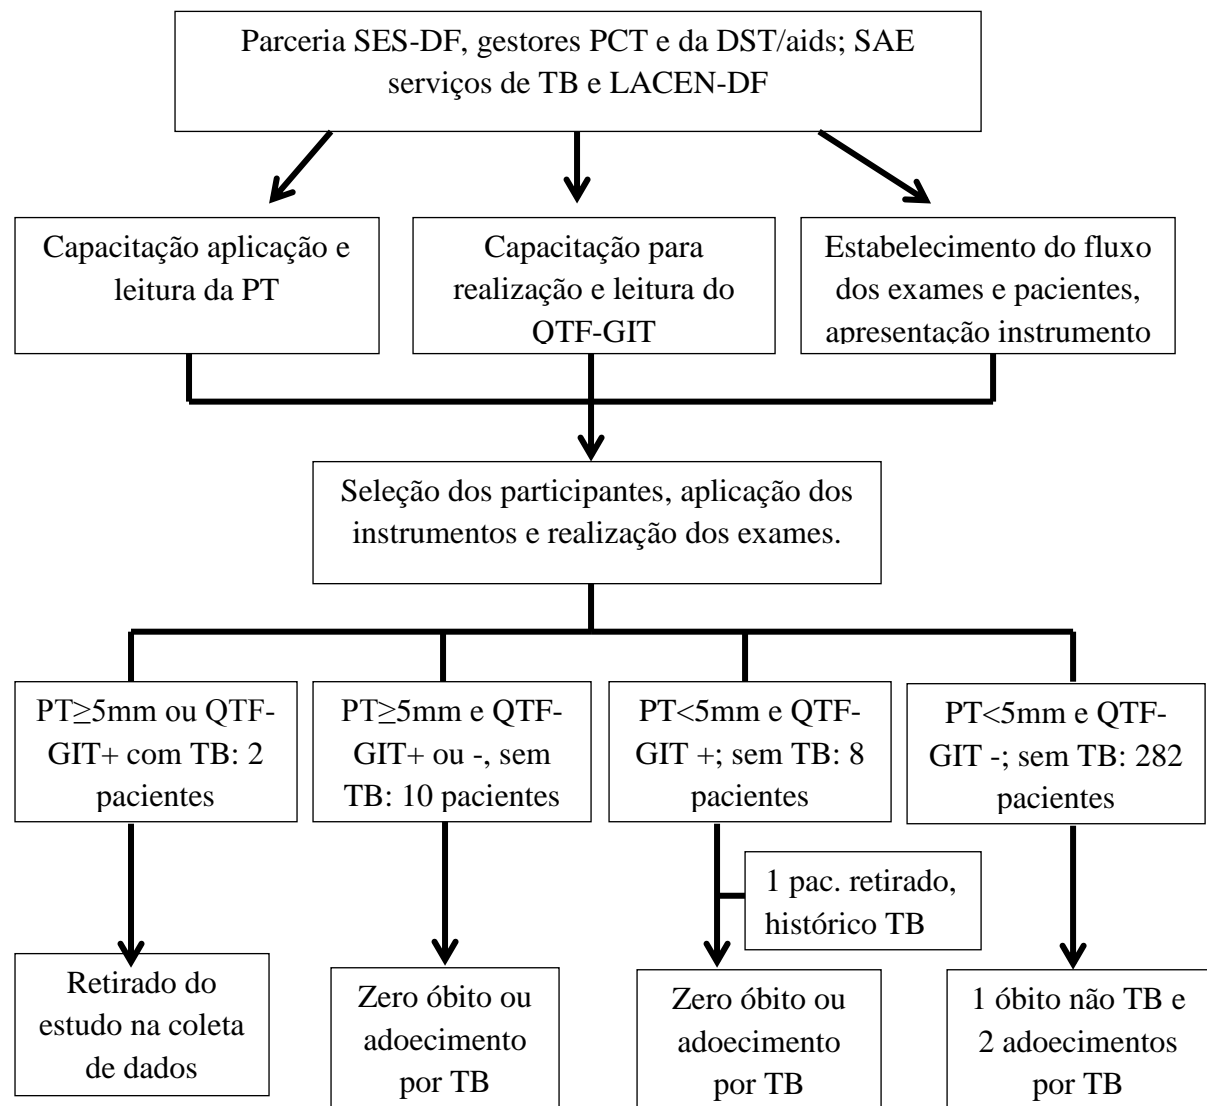 Parceria SES-DF, gestores PCT e da DST/aids; SAE
serviços de TB e LACEN-DF
Capacitação aplicação e
leitura da PT
Capacitação para
realização e leitura do
QTF-GIT
Estabelecimento do fluxo
dos exames e pacientes,
apresentação instrumento
Seleção dos participantes, aplicação dos
instrumentos e realização dos exames.
PT≥5mm ou QTF-
GIT+ com TB: 2
pacientes
PT≥5mm e QTF-
GIT+ ou -, sem
TB: 10 pacientes
PT<5mm e QTF-
GIT +; sem TB: 8
pacientes
PT<5mm e QTF-
GIT -; sem TB: 282
pacientes
1 pac. retirado,
histórico TB
Retirado do
estudo na coleta
de dados
Zero óbito ou
adoecimento
por TB
Zero óbito ou
adoecimento
por TB
1 óbito não TB e
2 adoecimentos
por TB